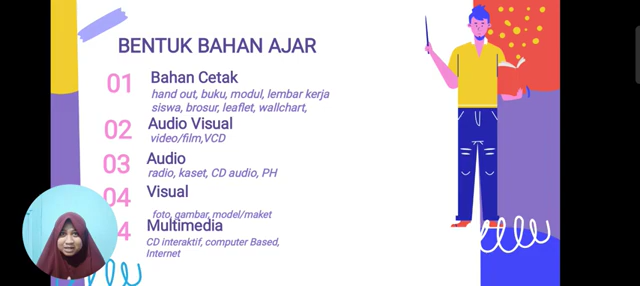 BENTUK BAHAN AJAR
01 Bahan Cetak
hand out, buku, modul, lembar kerja
siswa, brosur, leaflet, wallchart,
02 Audio Visual
video/film,VCD
03 Audio
radio, kaset, CD audio, PH
04 Visual
foto, gambar, model/maket
4 Multimedia
CD interaktif, computer Based,
Internet